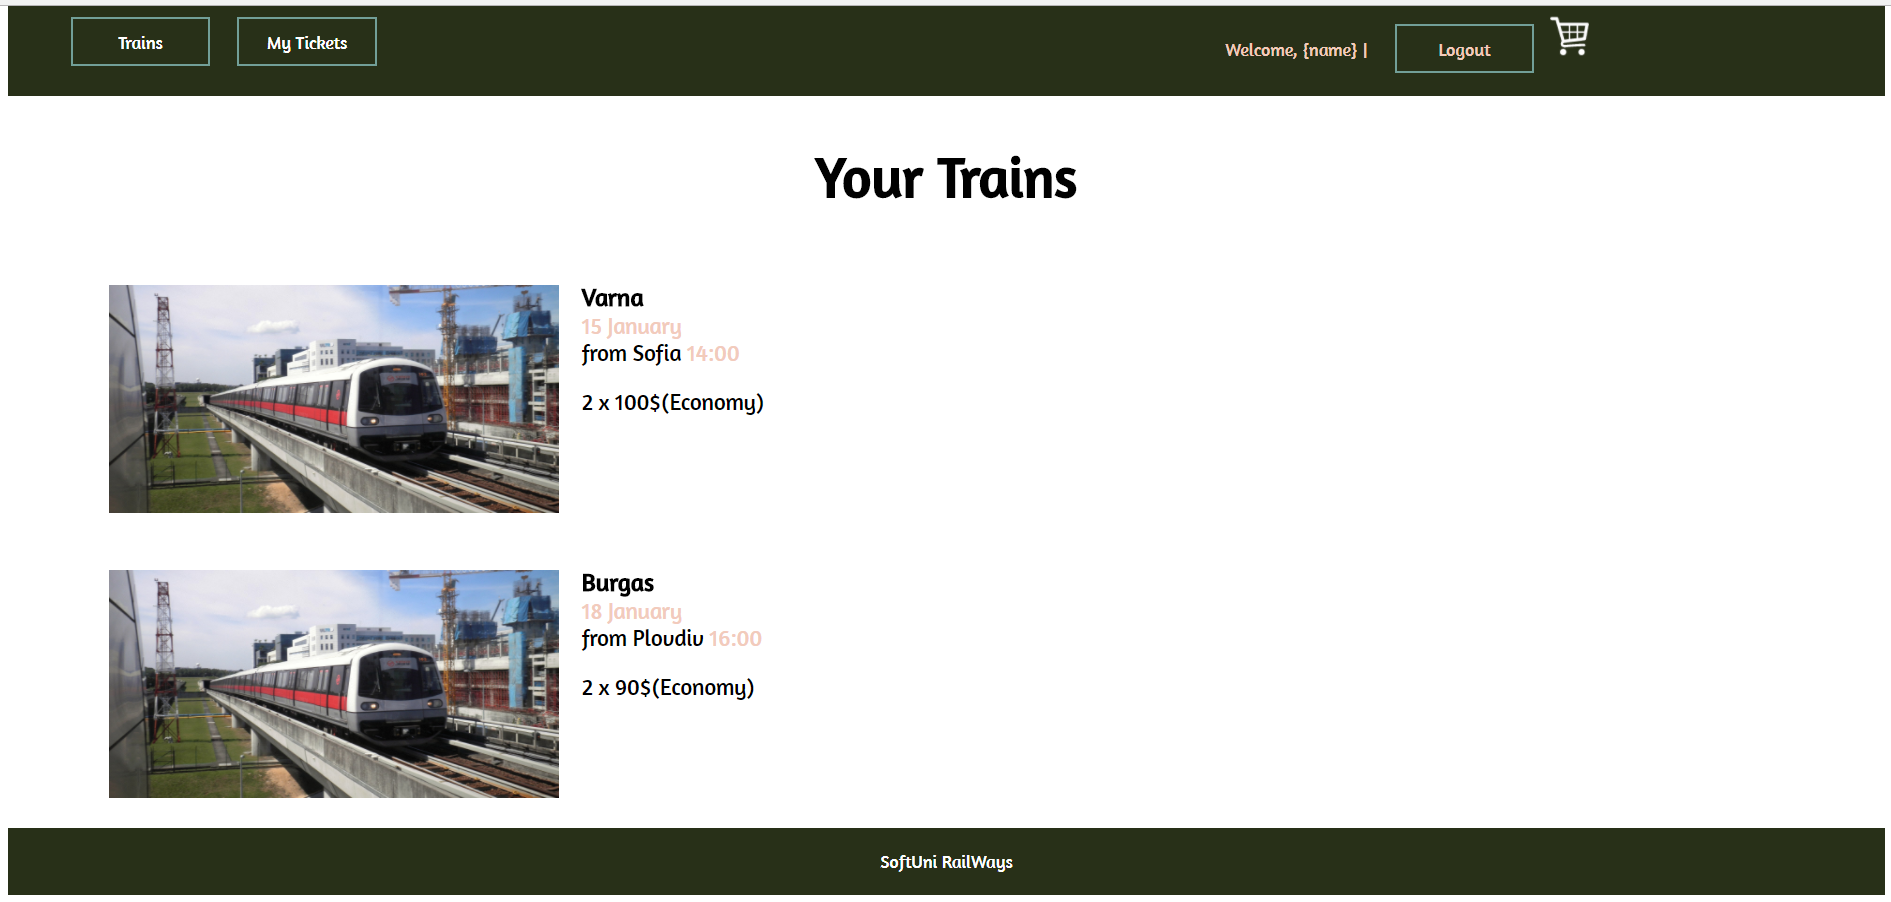 Trains
My Tickets
Welcome, {name} |
Logout
Your Trains
Varna
15 January
from Sofia 14:00
2 x 100$(Economy)
Burgas
18 January
from Plovdiv 16:00
2 x 90$(Economy)
SoftUni RailWays